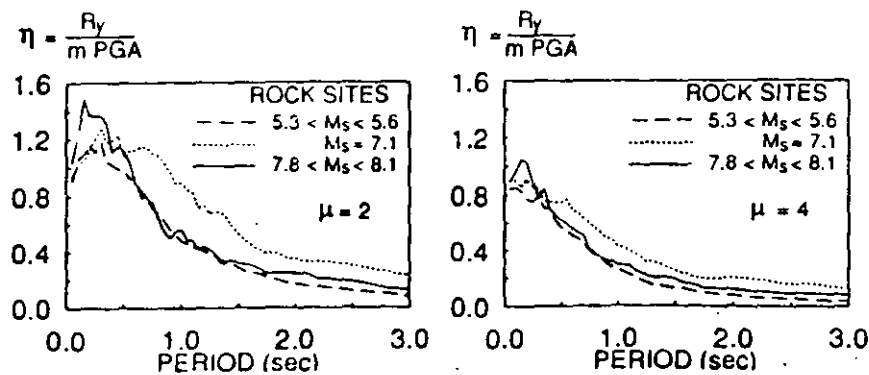 η = Ry / m PGA
1.6
1.2
0.8
0.4
0.0
ROCK SITES
5.3 < Ms < 5.6
Ms = 7.1
7.8 < Ms < 8.1
μ = 2
0.0 1.0 2.0 3.0
PERIOD (sec)
η = Ry / m PGA
1.6
1.2
0.8
0.4
0.0
ROCK SITES
5.3 < Ms < 5.6
Ms = 7.1
7.8 < Ms < 8.1
μ = 4
0.0 1.0 2.0 3.0
PERIOD (sec)